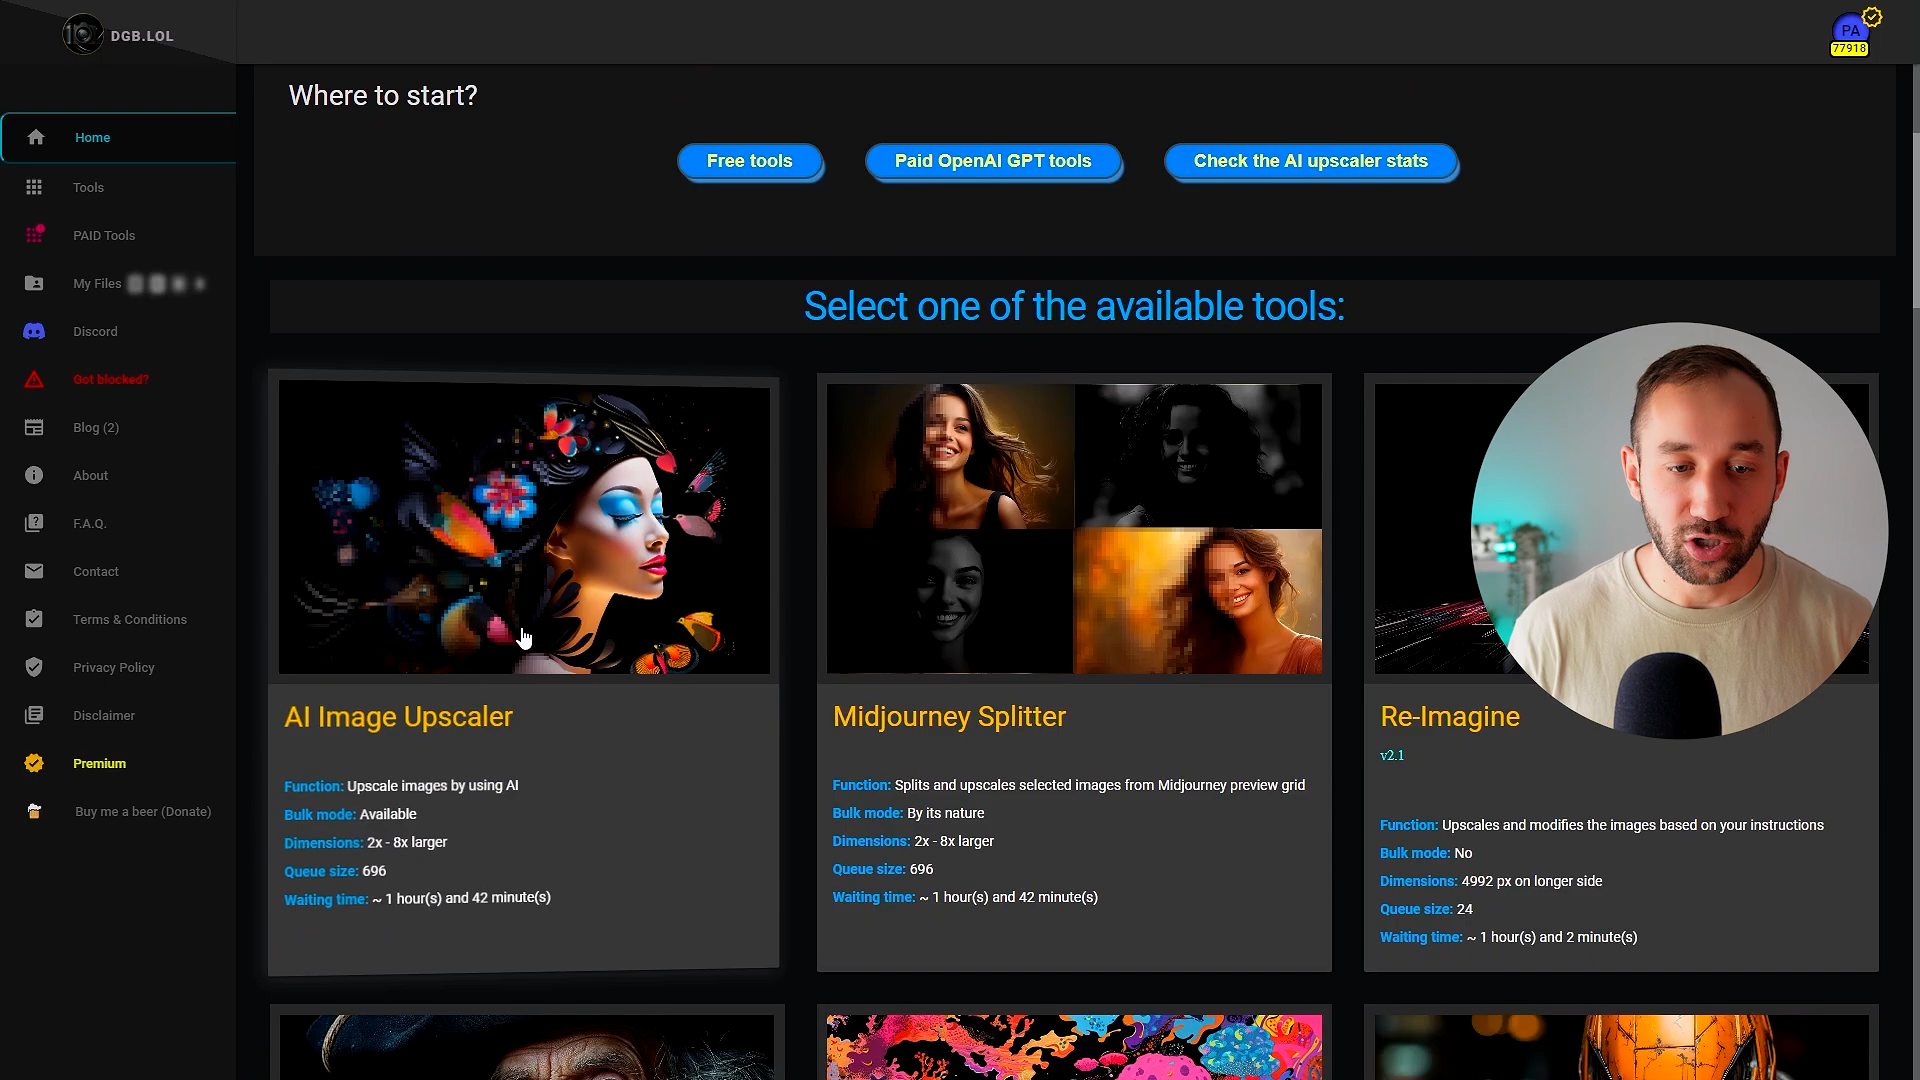 DGB.LOL
PA
77918
Home
Tools
PAID Tools
My Files
Discord
Got blocked?
Blog (2)
About
F.A.Q.
Contact
Terms & Conditions
Privacy Policy
Disclaimer
Premium
Buy me a beer (Donate)
Where to start?
Free tools
Paid OpenAI GPT tools
Check the AI upscaler stats
Select one of the available tools:
AI Image Upscaler
Function: Upscale images by using AI
Bulk mode: Available
Dimensions: 2x - 8x larger
Queue size: 696
Waiting time: ~ 1 hour(s) and 42 minute(s)
Midjourney Splitter
Function: Splits and upscales selected images from Midjourney preview grid
Bulk mode: By its nature
Dimensions: 2x - 8x larger
Queue size: 696
Waiting time: ~ 1 hour(s) and 42 minute(s)
Re-Imagine
v2.1
Function: Upscales and modifies the images based on your instructions
Bulk mode: No
Dimensions: 4992 px on longer side
Queue size: 24
Waiting time: ~ 1 hour(s) and 2 minute(s)